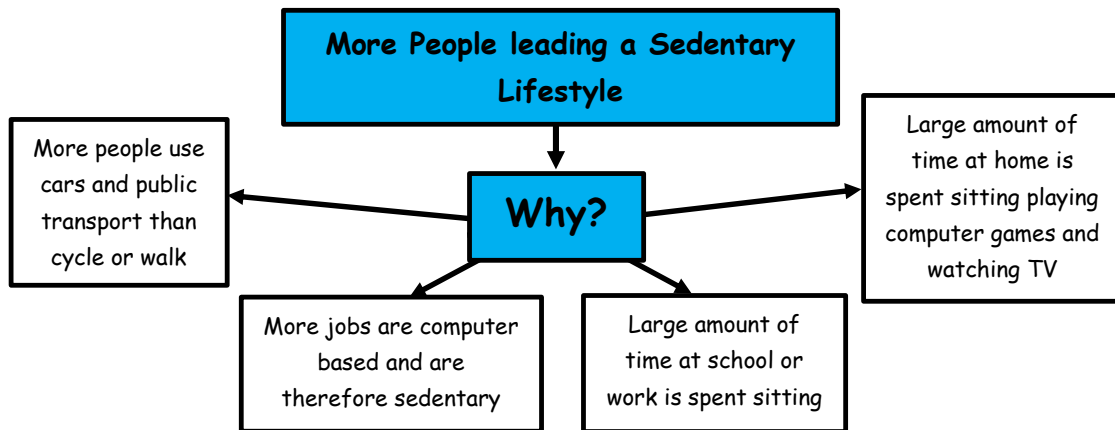 More People leading a Sedentary
Lifestyle
More people use
cars and public
transport than
cycle or walk
Why?
Large amount of
time at home is
spent sitting playing
computer games and
watching TV
More jobs are computer
based and are
therefore sedentary
Large amount of
time at school or
work is spent sitting